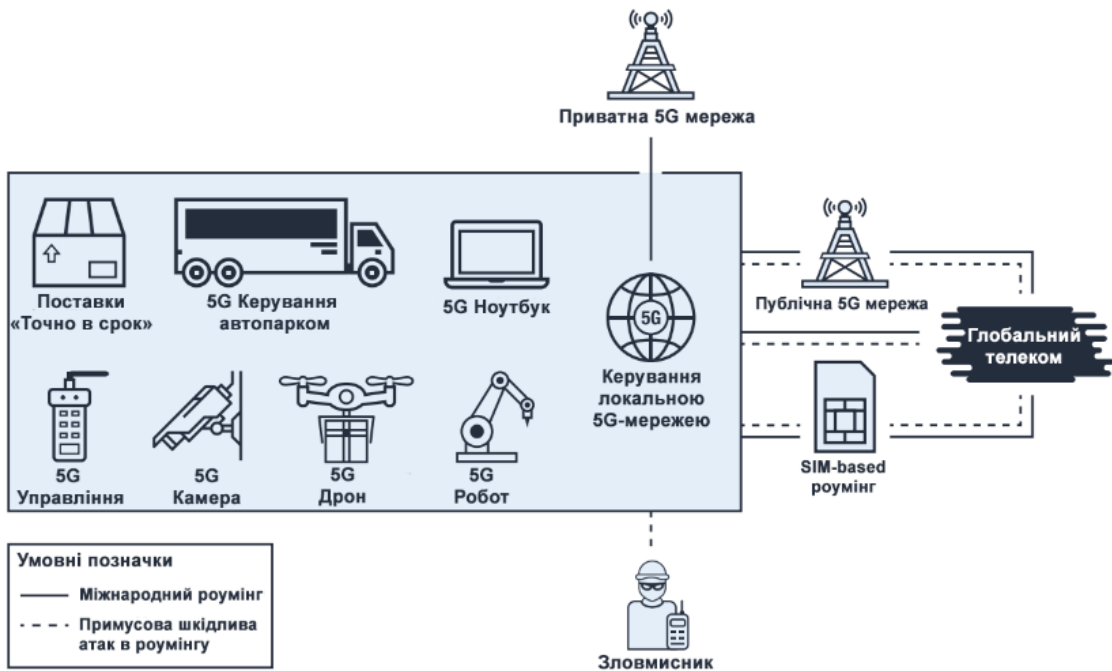 Приватна 5G мережа
Поставки
«Точно в срок»
5G Керування
автопарком
5G Ноутбук
5G
Керування
локальною
5G-мережею
Публічна 5G мережа
Глобальний
телеком
5G
Управління
5G
Камера
5G
Дрон
5G
Робот
SIM-based
роумінг
Умовні позначки
Міжнародний роумінг
Примусова шкідлива
атак в роумінгу
Зловмисник